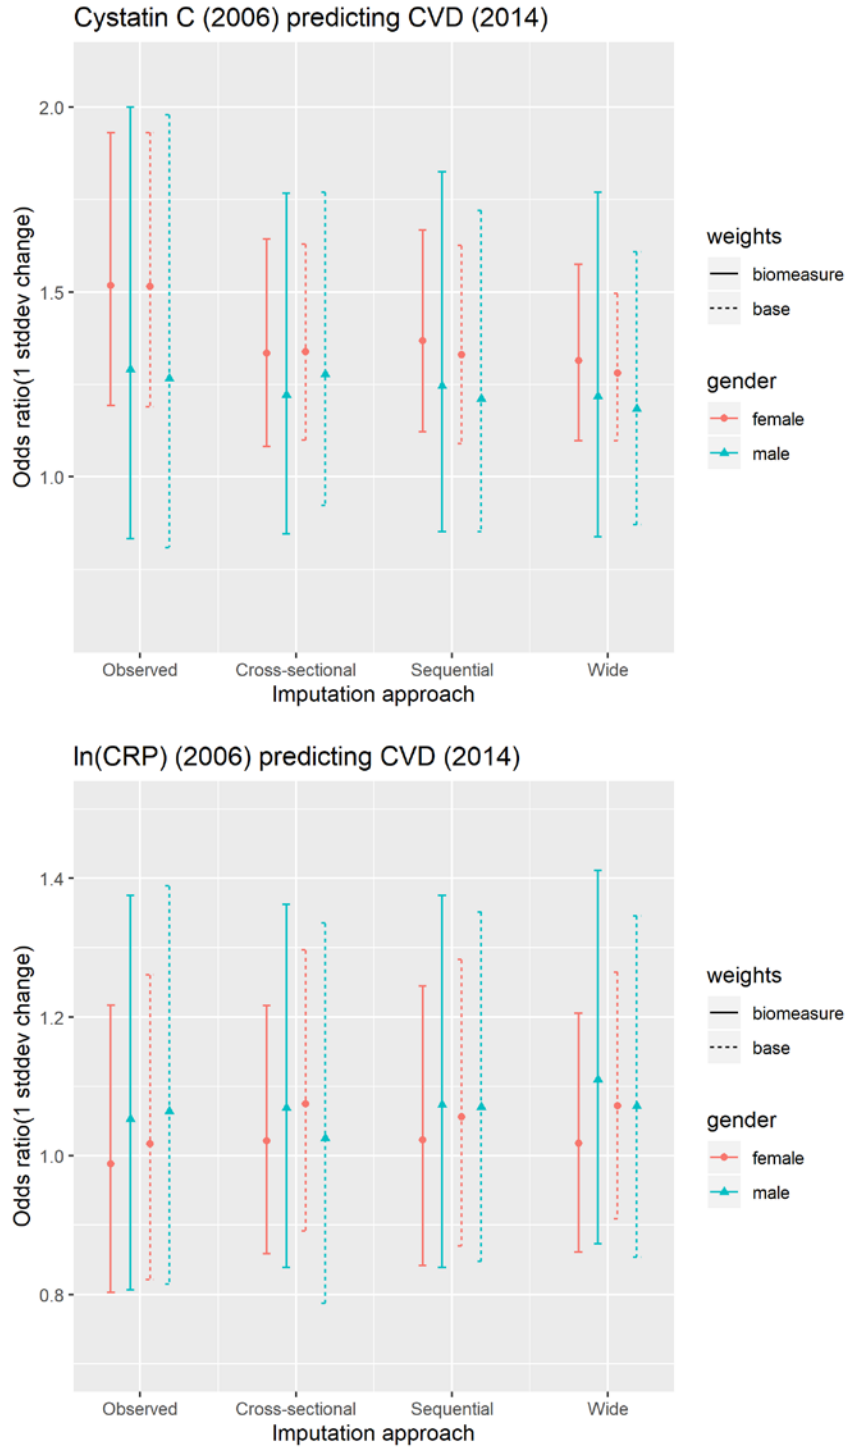 Cystatin C (2006) predicting CVD (2014)
Odds ratio(1 stddev change)
2.0
1.5
1.0
Observed Cross-sectional Sequential Wide
Imputation approach
weights
biomeasure
base
gender
female
male
ln(CRP) (2006) predicting CVD (2014)
Odds ratio(1 stddev change)
1.4
1.2
1.0
0.8
Observed Cross-sectional Sequential Wide
Imputation approach
weights
biomeasure
base
gender
female
male